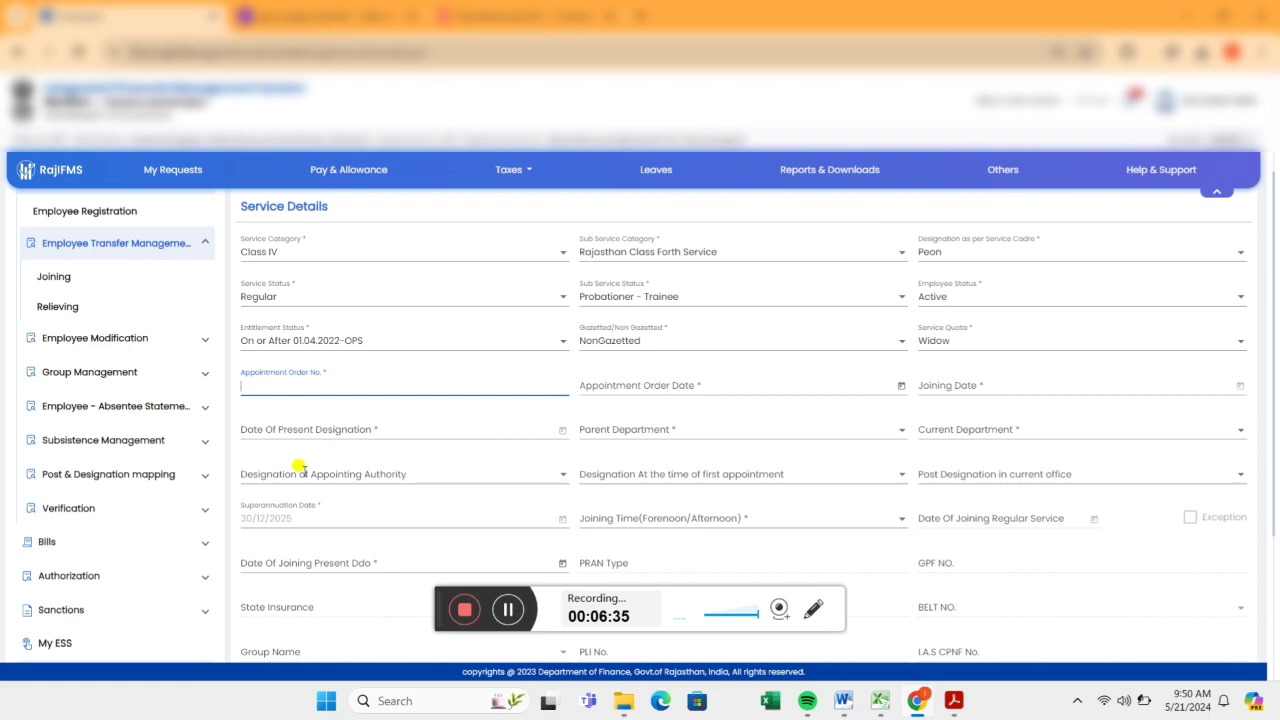 Integrated Financial Management System
RajIFMS My Requests Pay & Allowance Taxes Leaves Reports & Downloads Others Help & Support
Employee Registration
Employee Transfer Manageme...
Joining
Relieving
Employee Modification
Group Management
Employee - Absentee Stateme...
Subsistence Management
Post & Designation mapping
Verification
Bills
Authorization
Sanctions
My ESS
Service Details
Service Category * Sub Service Category * Designation as per Service Cadre *
Class IV Rajasthan Class Forth Service Peon
Service Status * Sub Service Status * Employee Status *
Regular Probationer - Trainee Active
Entitlement Status * Gazetted/Non Gazetted * Service Quota *
On or After 01.04.2022-OPS NonGazetted Widow
Appointment Order No. *
Appointment Order Date * Joining Date *
Date Of Present Designation * Parent Department * Current Department *
Designation of Appointing Authority Designation At the time of first appointment Post Designation in current office
Superannuation Date *
30/12/2025 Joining Time(Forenoon/Afternoon) * Date Of Joining Regular Service Exception
Date Of Joining Present Ddo * PRAN Type GPF NO.
State Insurance BELT NO.
Group Name PLI No. I.A.S CPNF No.
Recording...
00:06:35
copyrights @ 2023 Department of Finance, Govt.of Rajasthan, India, All rights reserved.
Search
9:50 AM
5/21/2024